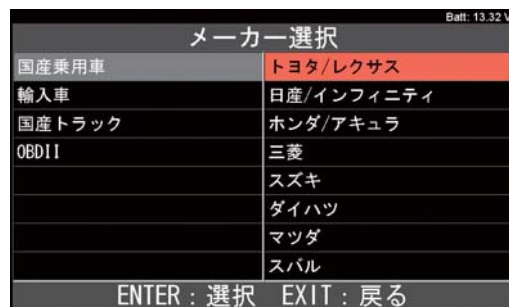 Batt: 13.32 V
メーカー選択
国産乗用車 トヨタ/レクサス
輸入車 日産/インフィニティ
国産トラック ホンダ/アキュラ
OBDII 三菱
スズキ
ダイハツ
マツダ
スバル
ENTER：選択 EXIT：戻る